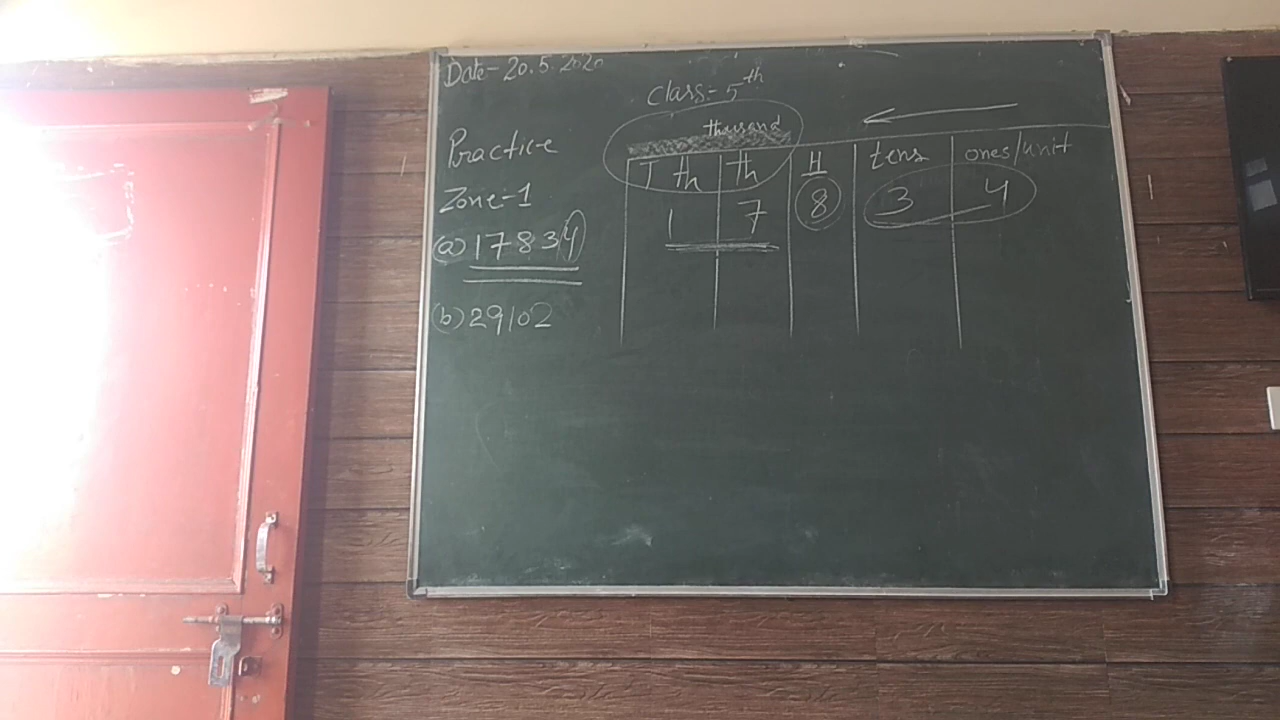 Date- 20.5.2020
Class:- 5th
Practice
Zone:-1
(a) 17834
(b) 29102
thousand
T th th H tens ones/unit
1 7 8 3 4